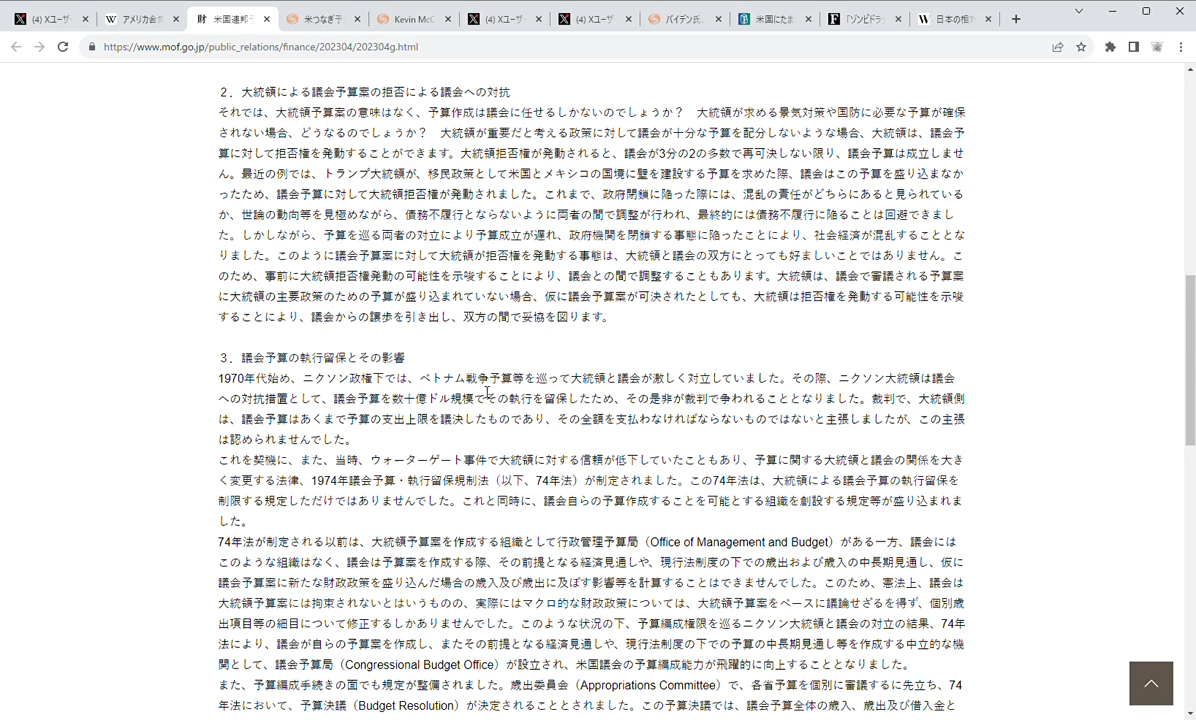 (4) Xユーザ
アメリカ合
米国連邦予
米つなぎ予
Kevin McC
(4) Xユーザ
(4) Xユーザ
バイデン氏、
米国にたま
「ゾンビドラッ
日本の相対
https://www.mof.go.jp/public_relations/finance/202304/202304g.html
２．大統領による議会予算案の拒否による議会への対抗
それでは、大統領予算案の意味はなく、予算作成は議会に任せるしかないのでしょうか？　大統領が求める景気対策や国防に必要な予算が確保
されない場合、どうなるのでしょうか？　大統領が重要だと考える政策に対して議会が十分な予算を配分しないような場合、大統領は、議会予
算に対して拒否権を発動することができます。大統領拒否権が発動されると、議会が3分の2の多数で再可決しない限り、議会予算は成立しませ
ん。最近の例では、トランプ大統領が、移民政策として米国とメキシコの国境に壁を建設する予算を求めた際、議会はこの予算を盛り込まなか
ったため、議会予算に対して大統領拒否権が発動されました。これまで、政府閉鎖に陥った際には、混乱の責任がどちらにあると見られている
か、世論の動向等を見極めながら、債務不履行とならないように両者の間で調整が行われ、最終的には債務不履行に陥ることは回避できまし
た。しかしながら、予算を巡る両者の対立により予算成立が遅れ、政府機関を閉鎖する事態に陥ったことにより、社会経済が混乱することとな
りました。このように議会予算案に対して大統領が拒否権を発動する事態は、大統領と議会の双方にとっても好ましいことではありません。こ
のため、事前に大統領拒否権発動の可能性を示唆することにより、議会との間で調整することもあります。大統領は、議会で審議される予算案
に大統領の主要政策のための予算が盛り込まれていない場合、仮に議会予算案が可決されたとしても、大統領は拒否権を発動する可能性を示唆
することにより、議会からの譲歩を引き出し、双方の間で妥協を図ります。
３．議会予算の執行留保とその影響
1970年代始め、ニクソン政権下では、ベトナム戦争予算等を巡って大統領と議会が激しく対立していました。その際、ニクソン大統領は議会
への対抗措置として、議会予算を数十億ドル規模でその執行を留保したため、その是非が裁判で争われることとなりました。裁判で、大統領側
は、議会予算はあくまで予算の支出上限を議決したものであり、その全額を支払わなければならないものではないと主張しましたが、この主張
は認められませんでした。
これを契機に、また、当時、ウォーターゲート事件で大統領に対する信頼が低下していたこともあり、予算に関する大統領と議会の関係を大き
く変更する法律、1974年議会予算・執行留保規制法（以下、74年法）が制定されました。この74年法は、大統領による議会予算の執行留保を
制限する規定しただけではありませんでした。これと同時に、議会自らの予算作成することを可能とする組織を創設する規定等が盛り込まれま
した。
74年法が制定される以前は、大統領予算案を作成する組織として行政管理予算局（Office of Management and Budget）がある一方、議会には
このような組織はなく、議会は予算案を作成する際、その前提となる経済見通しや、現行法制度の下での歳出および歳入の中長期見通し、仮に
議会予算案に新たな財政政策を盛り込んだ場合の歳入及び歳出に及ぼす影響等を計算することはできませんでした。このため、憲法上、議会は
大統領予算案には拘束されないとはいうものの、実際にはマクロ的な財政政策については、大統領予算案をベースに議論せざるを得ず、個別歳
出項目等の細目について修正するしかありませんでした。このような状況の下、予算編成権限を巡るニクソン大統領と議会の対立の結果、74年
法により、議会が自らの予算案を作成し、またその前提となる経済見通しや、現行法制度の下での予算の中長期見通し等を作成する中立的な機
関として、議会予算局（Congressional Budget Office）が設立され、米国議会の予算編成能力が飛躍的に向上することとなりました。
また、予算編成手続きの面でも規定が整備されました。歳出委員会（Appropriations Committee）で、各省予算を個別に審議するに先立ち、74
年法において、予算決議（Budget Resolution）が決定されることとされました。この予算決議では、議会予算全体の歳入、歳出及び借入金と